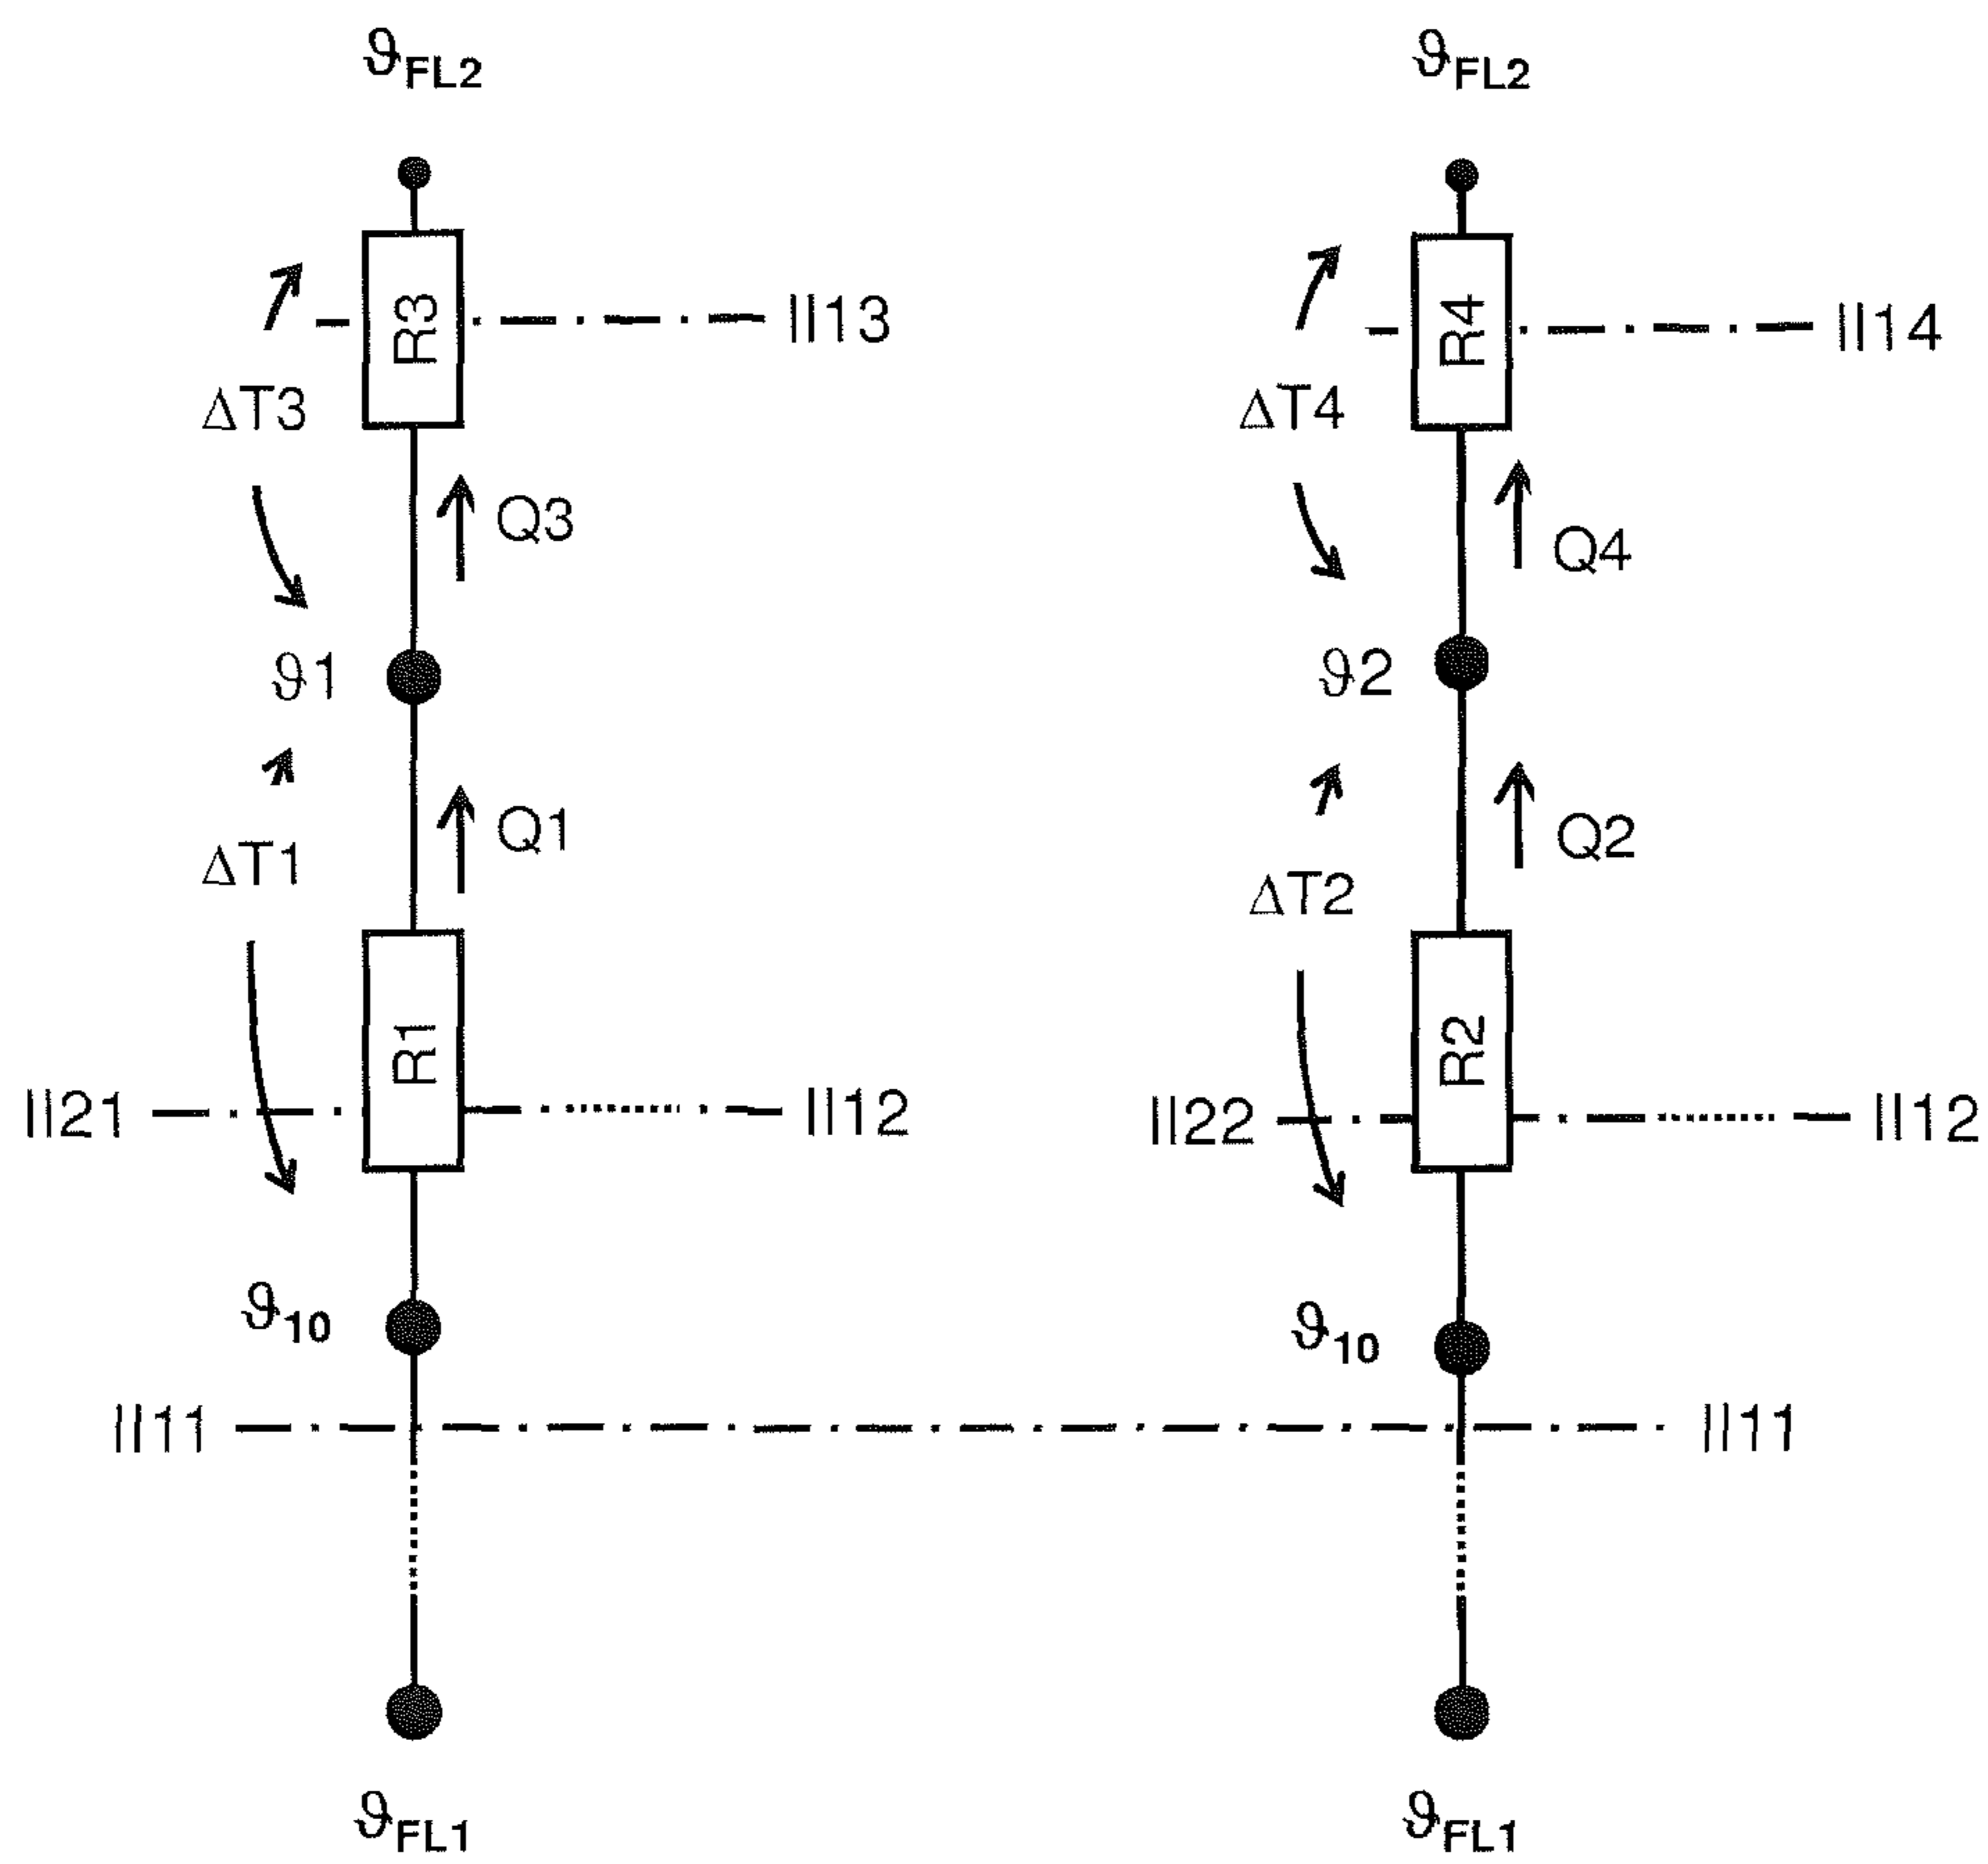 ϑFL2 ϑFL2
R3 II13 R4 II14
ΔT3 ΔT4
Q3 Q4
ϑ1 ϑ2
Q1 Q2
ΔT1 ΔT2
R1 R2
II21 II12 II22 II12
ϑ10 ϑ10
II11 II11
ϑFL1 ϑFL1